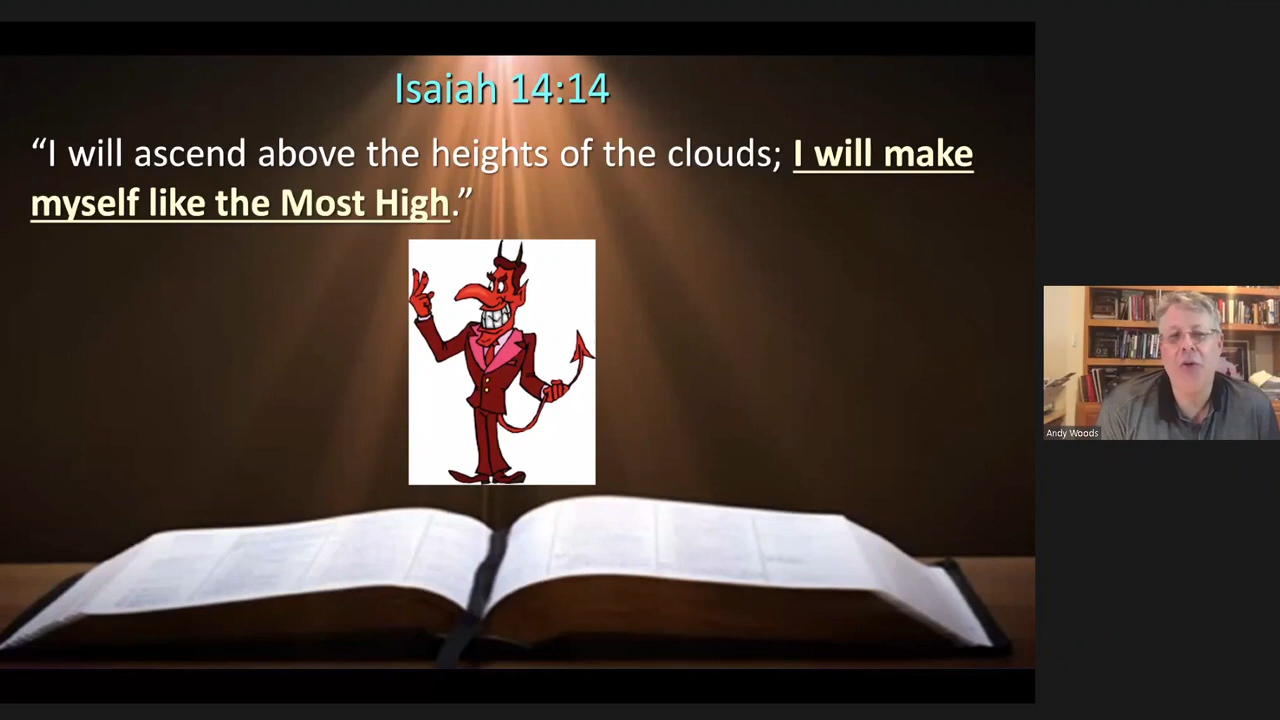 Isaiah 14:14
“I will ascend above the heights of the clouds; I will make
myself like the Most High.”
Andy Woods